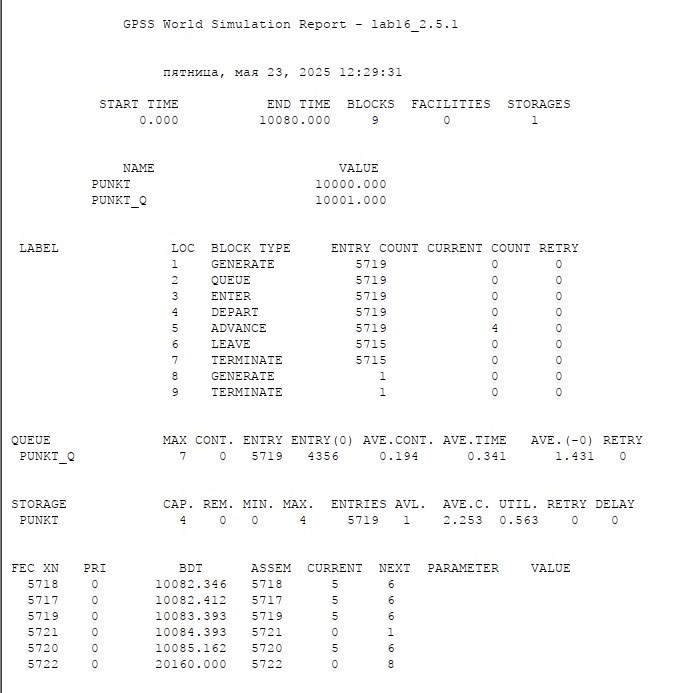 GPSS World Simulation Report - lab16_2.5.1
пятница, мая 23, 2025 12:29:31
START TIME END TIME BLOCKS FACILITIES STORAGES
0.000 10080.000 9 0 1
NAME VALUE
PUNKT 10000.000
PUNKT_Q 10001.000
LABEL LOC BLOCK TYPE ENTRY COUNT CURRENT COUNT RETRY
1 GENERATE 5719 0 0
2 QUEUE 5719 0 0
3 ENTER 5719 0 0
4 DEPART 5719 0 0
5 ADVANCE 5719 4 0
6 LEAVE 5715 0 0
7 TERMINATE 5715 0 0
8 GENERATE 1 0 0
9 TERMINATE 1 0 0
QUEUE MAX CONT. ENTRY ENTRY(0) AVE.CONT. AVE.TIME AVE.(-0) RETRY
PUNKT_Q 7 0 5719 4356 0.194 0.341 1.431 0
STORAGE CAP. REM. MIN. MAX. ENTRIES AVL. AVE.C. UTIL. RETRY DELAY
PUNKT 4 0 0 4 5719 1 2.253 0.563 0 0
FEC XN PRI BDT ASSEM CURRENT NEXT PARAMETER VALUE
5718 0 10082.346 5718 5 6
5717 0 10082.412 5717 5 6
5719 0 10083.393 5719 5 6
5721 0 10084.393 5721 0 1
5720 0 10085.162 5720 5 6
5722 0 20160.000 5722 0 8